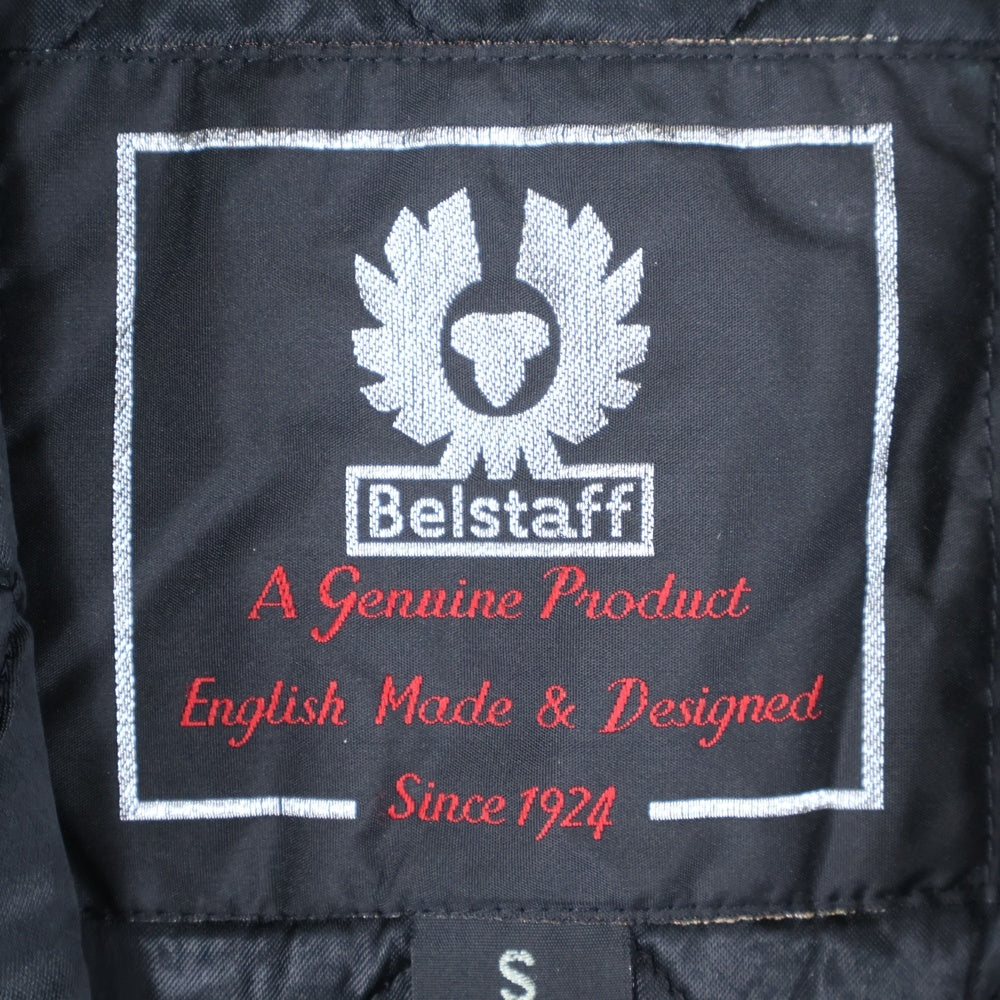 Belstaff
A Genuine Product
English Made & Designed
Since 1924
S